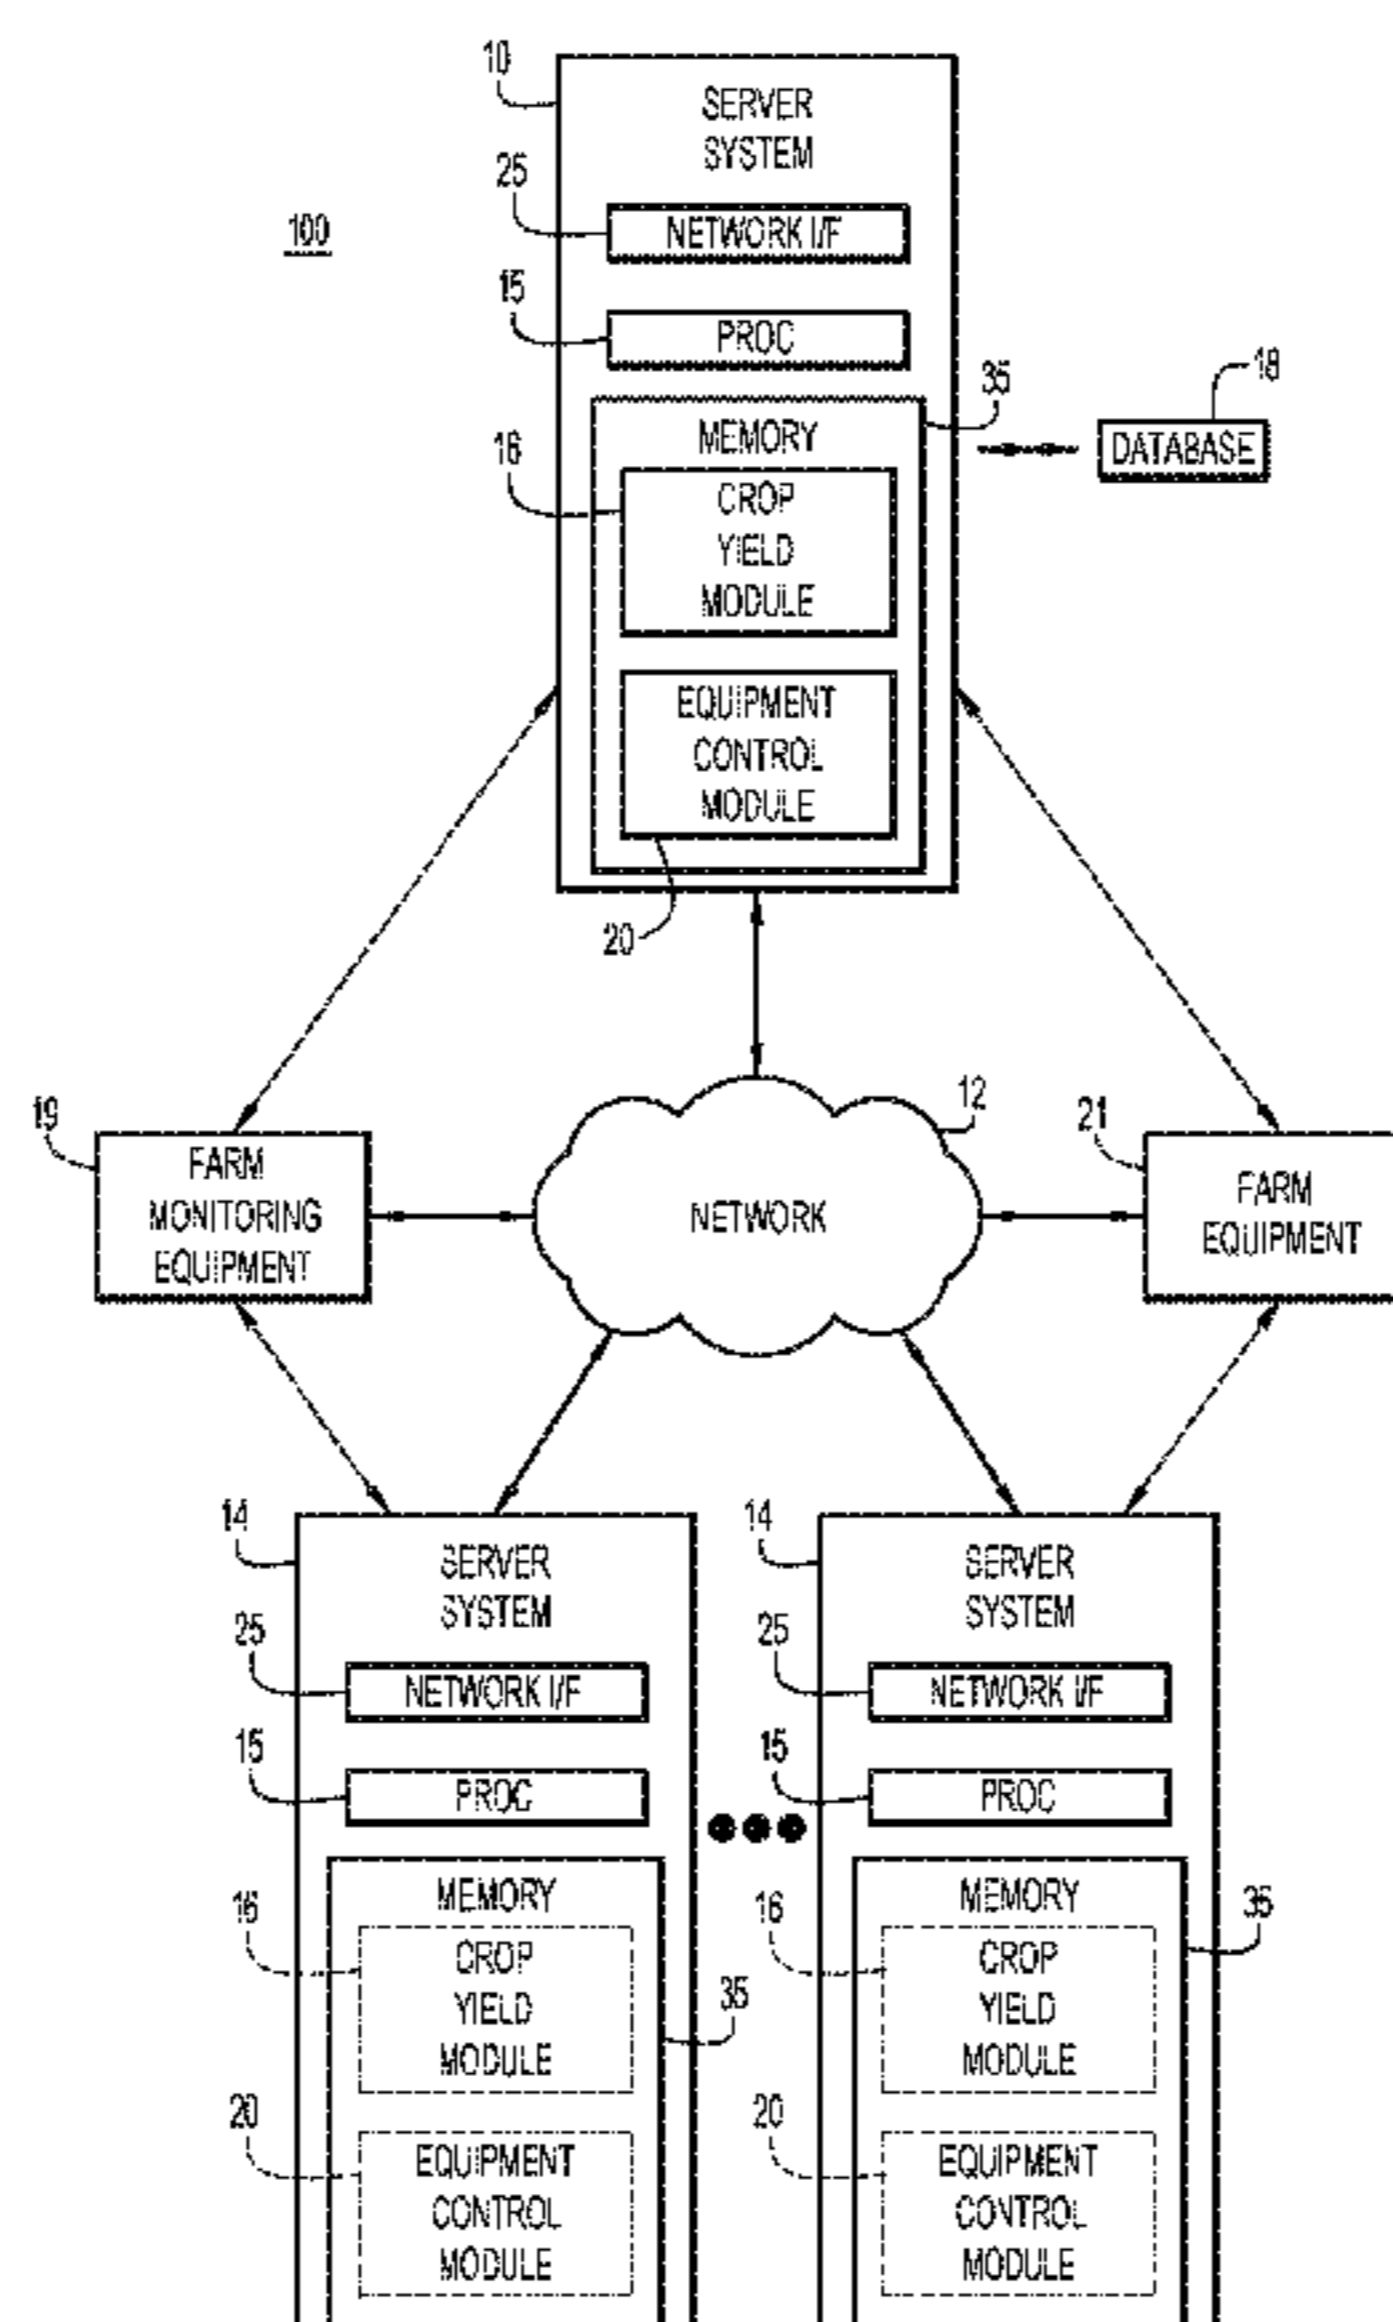 10
SERVER
SYSTEM
25
NETWORK I/F
100
15
PROC
18
35
DATABASE
16
MEMORY
CROP
YIELD
MODULE
EQUIPMENT
CONTROL
MODULE
20
19
12
21
FARM
MONITORING
EQUIPMENT
NETWORK
FARM
EQUIPMENT
14
SERVER
SYSTEM
25
NETWORK I/F
15
PROC
16
MEMORY
CROP
YIELD
MODULE
35
20
EQUIPMENT
CONTROL
MODULE
14
SERVER
SYSTEM
25
NETWORK I/F
15
PROC
16
MEMORY
35
CROP
YIELD
MODULE
20
EQUIPMENT
CONTROL
MODULE